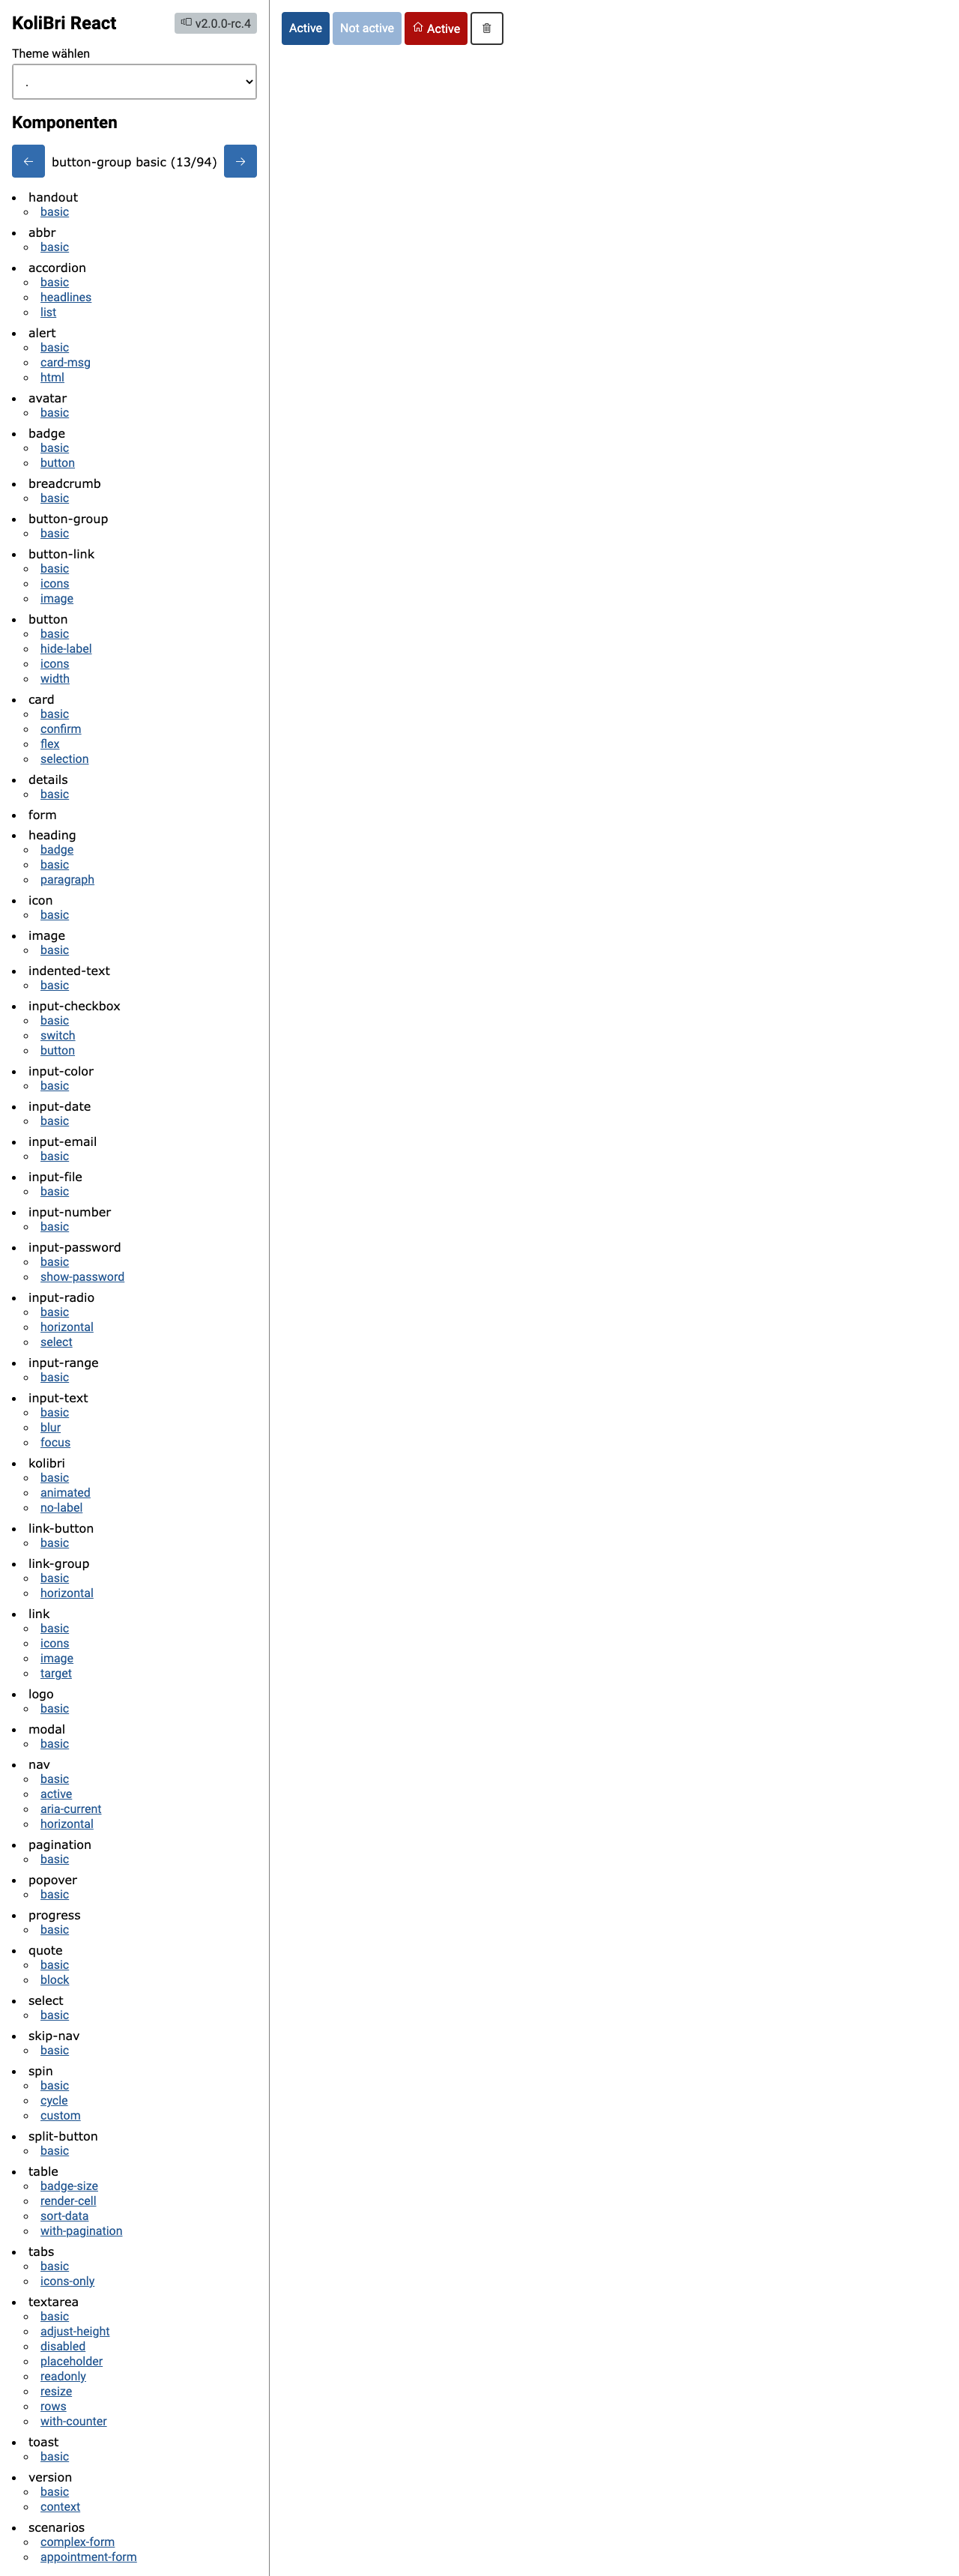 KoliBri React
v2.0.0-rc.4
Theme wählen
.
Komponenten
button-group basic (13/94)
handout
basic
abbr
basic
accordion
basic
headlines
list
alert
basic
card-msg
html
avatar
basic
badge
basic
button
breadcrumb
basic
button-group
basic
button-link
basic
icons
image
button
basic
hide-label
icons
width
card
basic
confirm
flex
selection
details
basic
form
heading
badge
basic
paragraph
icon
basic
image
basic
indented-text
basic
input-checkbox
basic
switch
button
input-color
basic
input-date
basic
input-email
basic
input-file
basic
input-number
basic
input-password
basic
show-password
input-radio
basic
horizontal
select
input-range
basic
input-text
basic
blur
focus
kolibri
basic
animated
no-label
link-button
basic
link-group
basic
horizontal
link
basic
icons
image
target
logo
basic
modal
basic
nav
basic
active
aria-current
horizontal
pagination
basic
popover
basic
progress
basic
quote
basic
block
select
basic
skip-nav
basic
spin
basic
cycle
custom
split-button
basic
table
badge-size
render-cell
sort-data
with-pagination
tabs
basic
icons-only
textarea
basic
adjust-height
disabled
placeholder
readonly
resize
rows
with-counter
toast
basic
version
basic
context
scenarios
complex-form
appointment-form
Active Not active Active